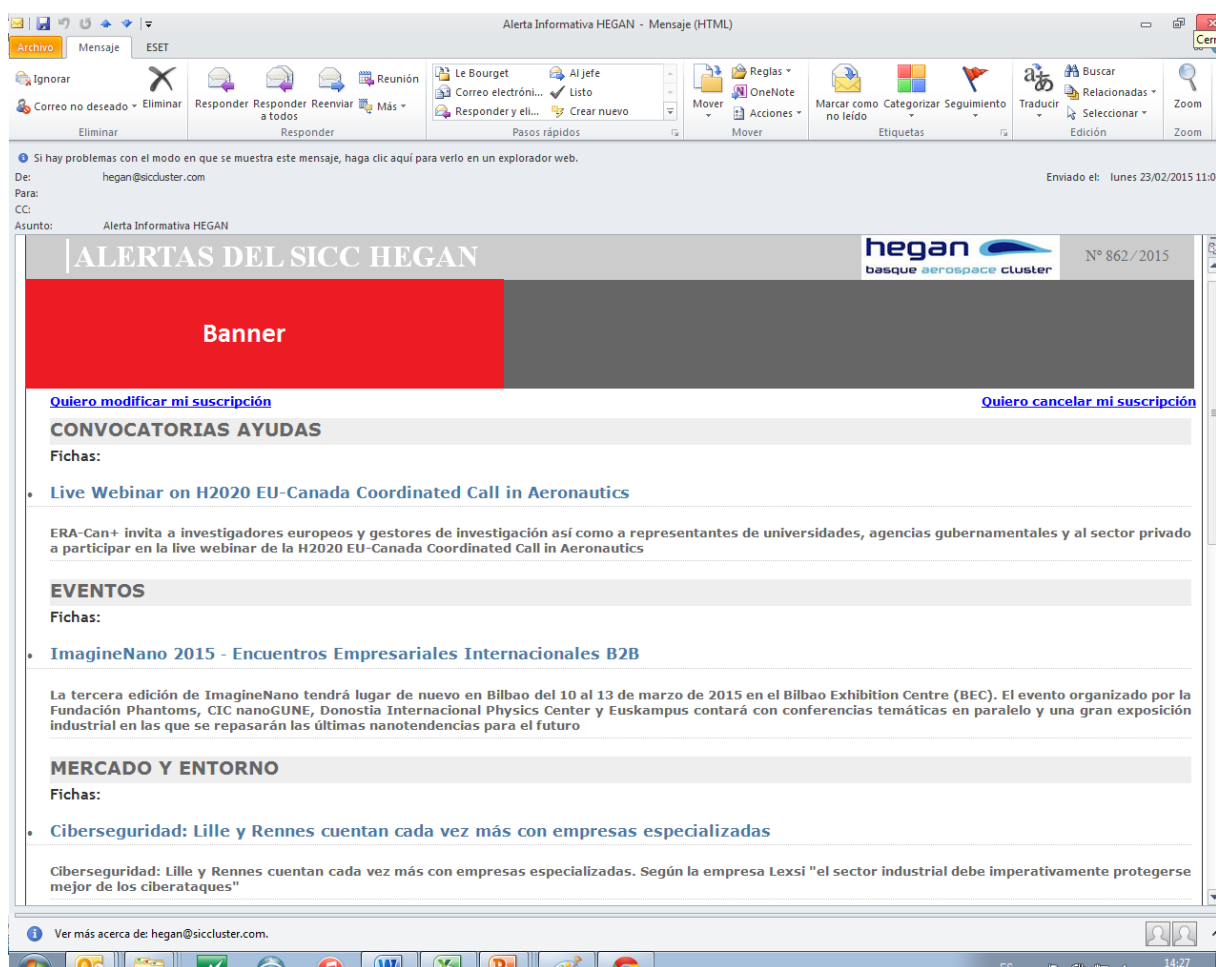 Alerta Informativa HEGAN - Mensaje (HTML)
Archivo Mensaje ESET
Ignorar
Correo no deseado
Eliminar
Eliminar
Responder Responder a todos Reenviar
Reunión
Más
Responder
Le Bourget Al jefe
Correo electróni... Listo
Responder y eli... Crear nuevo
Pasos rápidos
Mover
Reglas
OneNote
Acciones
Mover
Marcar como no leído Categorizar Seguimiento
Etiquetas
Traducir
Buscar
Relacionadas
Seleccionar
Edición
Zoom
Zoom
Si hay problemas con el modo en que se muestra este mensaje, haga clic aquí para verlo en un explorador web.
De: hegan@siccluster.com Enviado el: lunes 23/02/2015 11:0
Para:
CC:
Asunto: Alerta Informativa HEGAN
ALERTAS DEL SICC HEGAN
hegan
basque aerospace cluster
Nº 862/2015
Banner
Quiero modificar mi suscripción Quiero cancelar mi suscripción
CONVOCATORIAS AYUDAS
Fichas:
Live Webinar on H2020 EU-Canada Coordinated Call in Aeronautics
ERA-Can+ invita a investigadores europeos y gestores de investigación así como a representantes de universidades, agencias gubernamentales y al sector privado
a participar en la live webinar de la H2020 EU-Canada Coordinated Call in Aeronautics
EVENTOS
Fichas:
ImagineNano 2015 - Encuentros Empresariales Internacionales B2B
La tercera edición de ImagineNano tendrá lugar de nuevo en Bilbao del 10 al 13 de marzo de 2015 en el Bilbao Exhibition Centre (BEC). El evento organizado por la
Fundación Phantoms, CIC nanoGUNE, Donostia Internacional Physics Center y Euskampus contará con conferencias temáticas en paralelo y una gran exposición
industrial en las que se repasarán las últimas nanotendencias para el futuro
MERCADO Y ENTORNO
Fichas:
Ciberseguridad: Lille y Rennes cuentan cada vez más con empresas especializadas
Ciberseguridad: Lille y Rennes cuentan cada vez más con empresas especializadas. Según la empresa Lexsi "el sector industrial debe imperativamente protegerse
mejor de los ciberataques"
Ver más acerca de: hegan@siccluster.com.
14:27